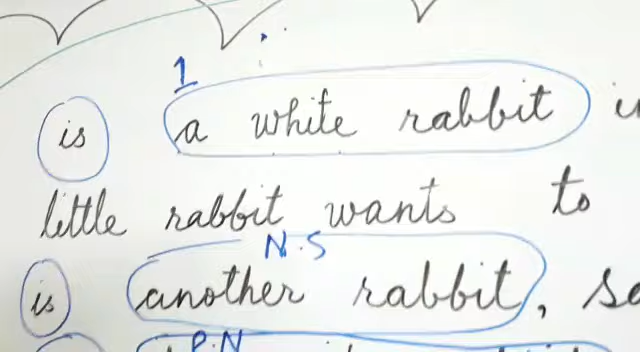 1
is a white rabbit
little rabbit wants to
N.S
is another rabbit,
P.N